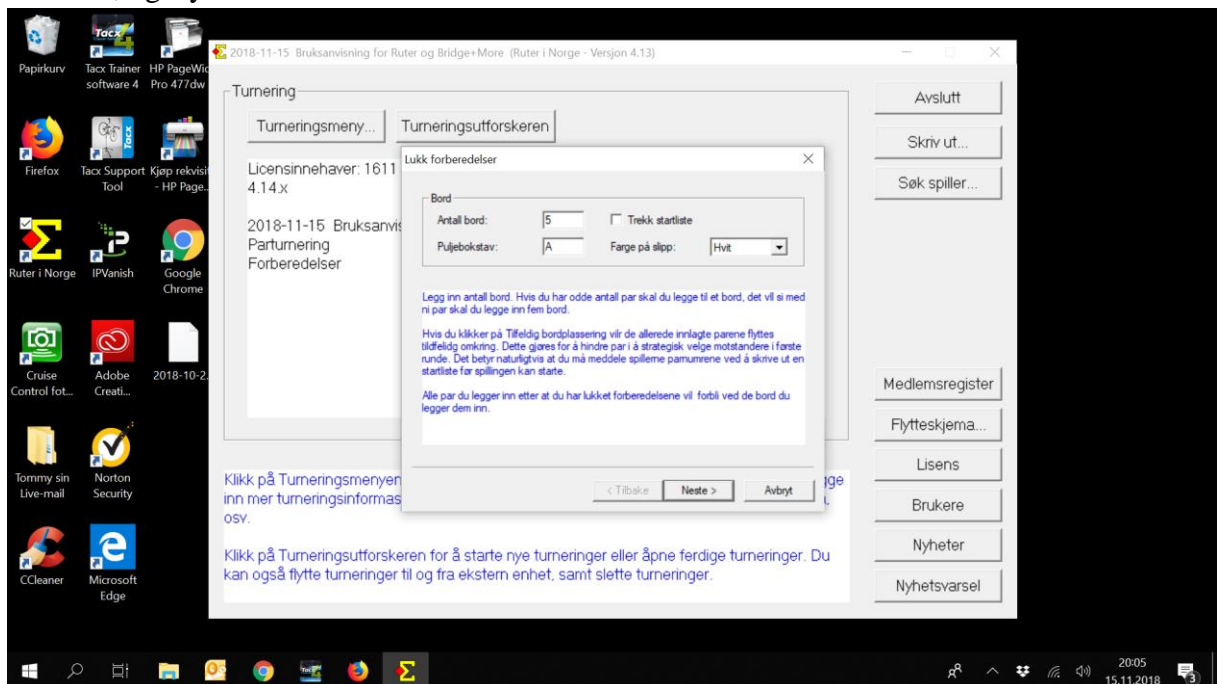 Papirkurv
Tacx Trainer software 4
HP PageWic
Pro 477dw
Firefox
Tacx Support
Tool
Kjøp rekvisi
- HP Page..
Ruter i Norge
IPVanish
Google
Chrome
Cruise
Control fot...
Adobe
Creati...
2018-10-2.
Tommy sin
Live-mail
Norton
Security
CCleaner
Microsoft
Edge
2018-11-15 Bruksanvisning for Ruter og Bridge+More (Ruter i Norge - Versjon 4.13)
Turnering
Turneringsmeny...
Turneringsutforskeren
Licensinnehaver: 1611
4.14.x
2018-11-15 Bruksanvis
Parturnering
Forberedelser
Lukk forberedelser
Bord
Antall bord: 5
Trekk startliste
Puljebokstav: A
Farge på slipp: Hvit
Legg inn antall bord. Hvis du har odde antall par skal du legge til et bord, det vll si med
ni par skal du legge inn fem bord.
Hvis du klikker på Tilfeldig bordplassering vilr de allerede innlagte parene flyttes
tildfelidg omkring. Dette gjøres for å hindre par i å strategisk velge motstandere i første
runde. Det betyr naturligtvis at du må meddele spillerne parnumrene ved å skrive ut en
startliste før spillingen kan starte.
Alle par du legger inn etter at du har lukket forberedelsene vil forbli ved de bord du
legger dem inn.
< Tilbake
Neste >
Avbryt
Klikk på Turneringsmenyen
gge
inn mer turneringsinformas
osv.
Klikk på Turneringsutforskeren for å starte nye turneringer eller åpne ferdige turneringer. Du
kan også flytte turneringer til og fra ekstern enhet, samt slette turneringer.
Avslutt
Skriv ut...
Søk spiller...
Medlemsregister
Flytteskjema...
Lisens
Brukere
Nyheter
Nyhetsvarsel
20:05
15.11.2018
3